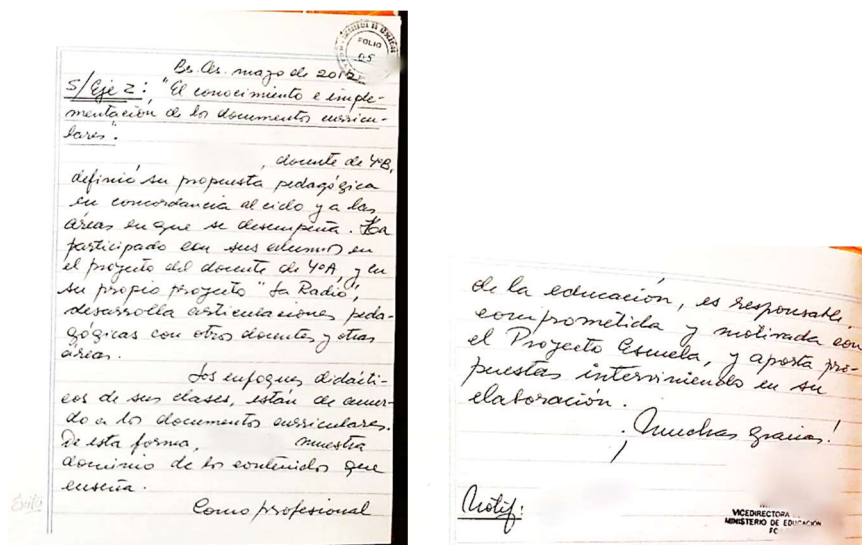 FOLIO
05
Bs. As. mayo de 2012
S/ Eje 2: "El conocimiento e imple-
mentación de los documentos curricu-
lares".
, docente de 4ºB,
definió su propuesta pedagógica
en concordancia al ciclo y a las
áreas en que se desempeña. Ha
participado con sus alumnos en
el proyecto del docente de 4ºA, y en
su propio proyecto "La Radio",
desarrolla articulaciones peda-
gógicas con otros docentes y otras
áreas.
Los enfoques didácti-
cos de sus clases, están de acuer-
do a los documentos curriculares.
De esta forma, muestra
dominio de los contenidos que
enseña.
Como profesional
Éxito
de la educación, es responsable,
comprometida y motivada con
el Proyecto Escuela, y aporta pro-
puestas interviniendo en su
elaboración.
¡Muchas gracias!
Notif:
VICEDIRECTORA
MINISTERIO DE EDUCACIÓN